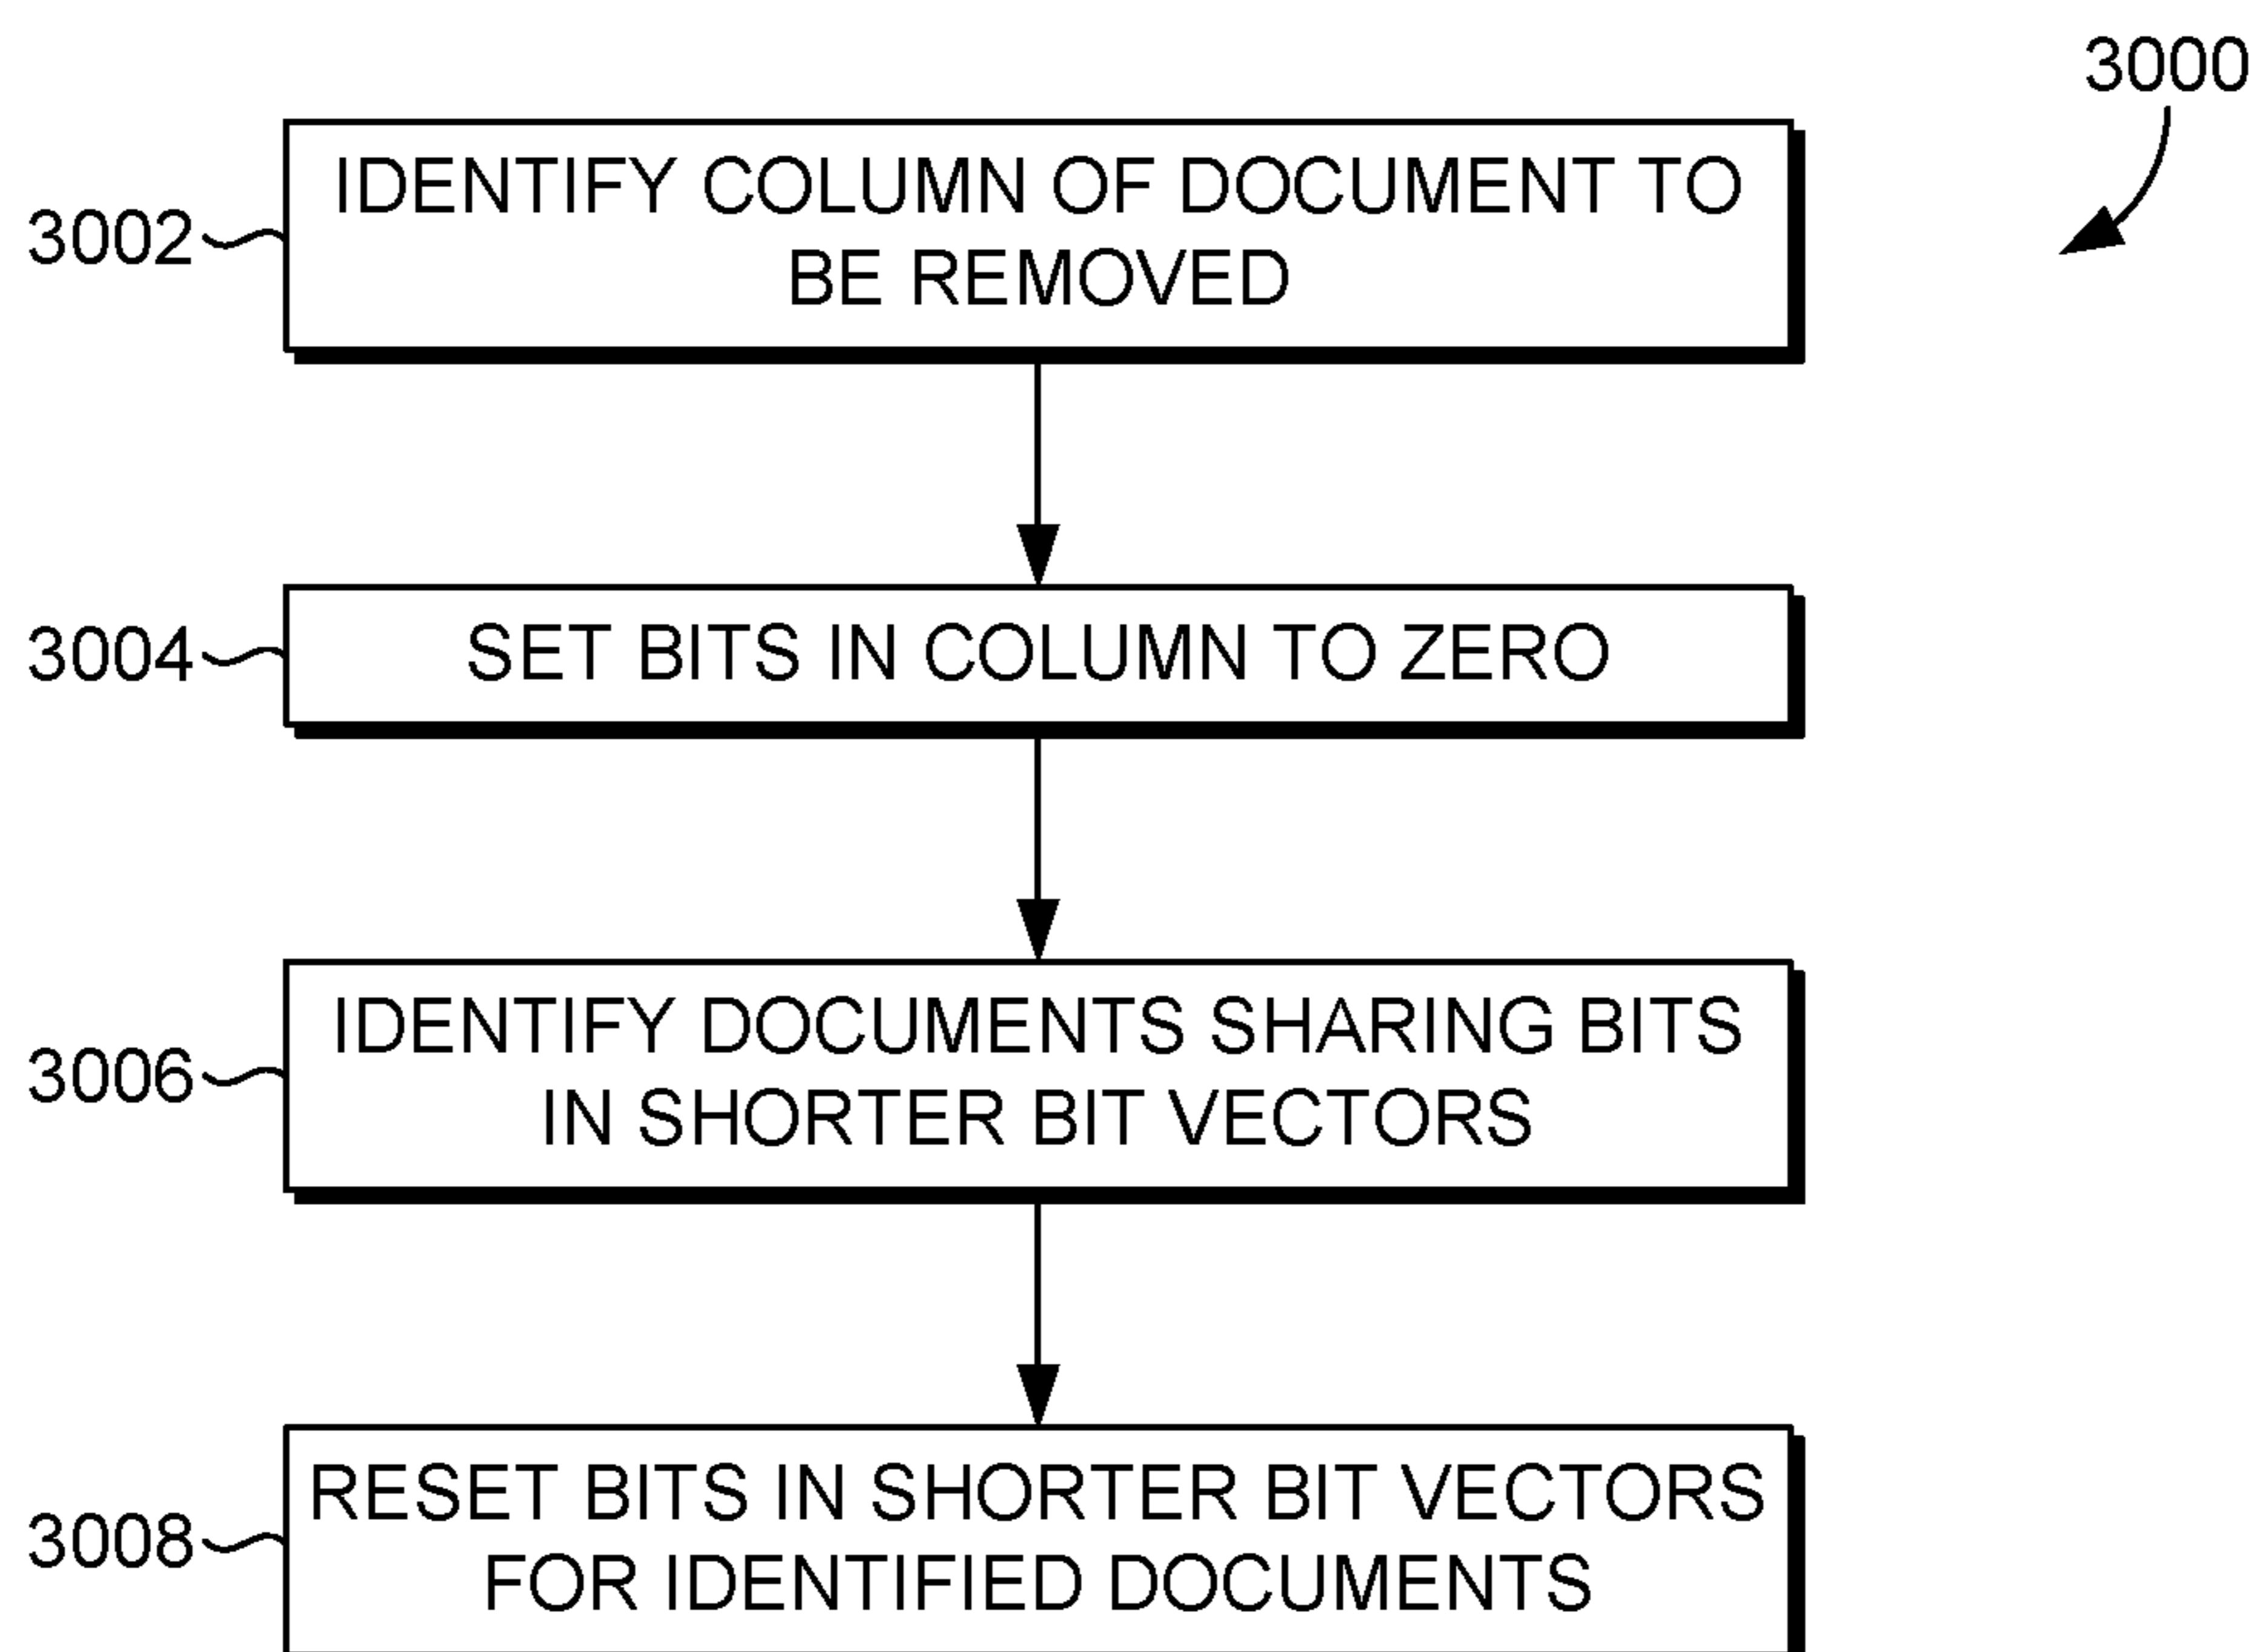 3000
3002
IDENTIFY COLUMN OF DOCUMENT TO
BE REMOVED
3004
SET BITS IN COLUMN TO ZERO
3006
IDENTIFY DOCUMENTS SHARING BITS
IN SHORTER BIT VECTORS
3008
RESET BITS IN SHORTER BIT VECTORS
FOR IDENTIFIED DOCUMENTS